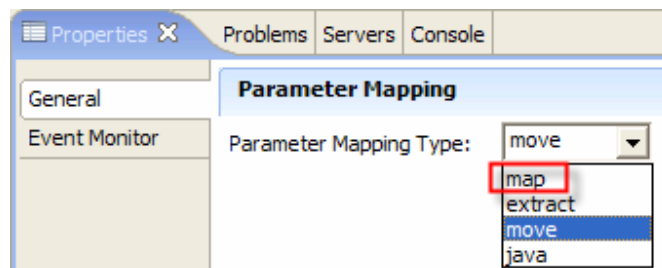 Properties Problems Servers Console
General
Parameter Mapping
Event Monitor
Parameter Mapping Type: move
map
extract
move
java